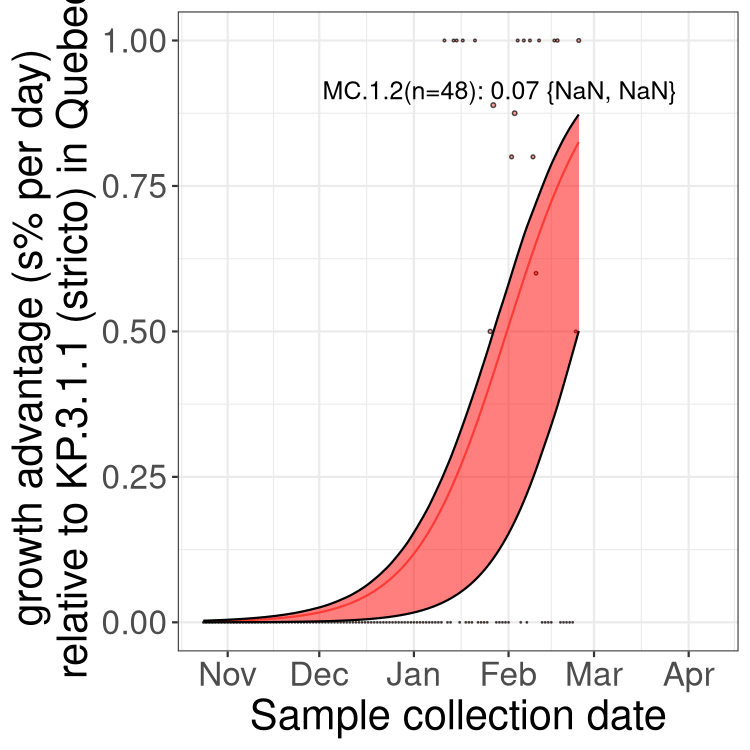 growth advantage (s% per day)
relative to KP.3.1.1 (stricto) in Quebec
1.00
0.75
0.50
0.25
0.00
MC.1.2(n=48): 0.07 {NaN, NaN}
Nov Dec Jan Feb Mar Apr
Sample collection date